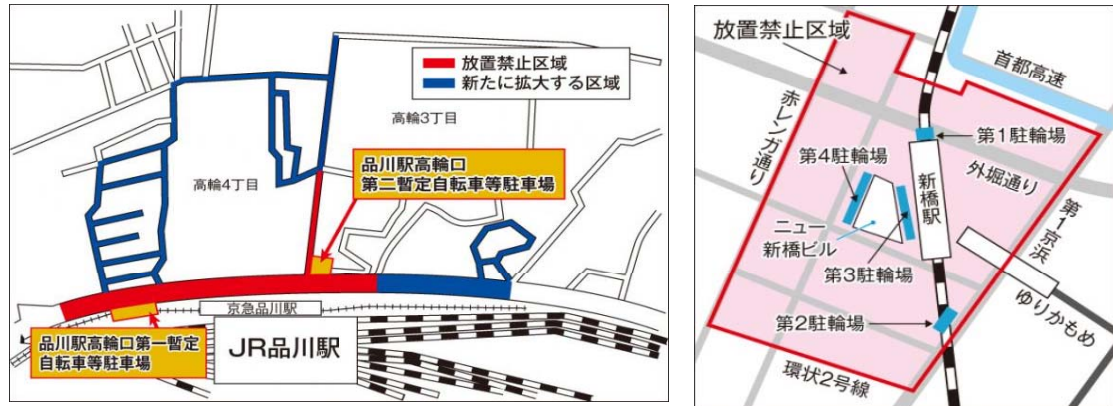 放置禁止区域
新たに拡大する区域
高輪3丁目
品川駅高輪口
第二暫定自転車等駐車場
高輪4丁目
京急品川駅
JR品川駅
品川駅高輪口第一暫定
自転車等駐車場
放置禁止区域
首都高速
赤レンガ通り
第1駐輪場
第4駐輪場
外堀通り
新橋駅
第1京浜
ニュー
新橋ビル
第3駐輪場
ゆりかもめ
第2駐輪場
環状2号線